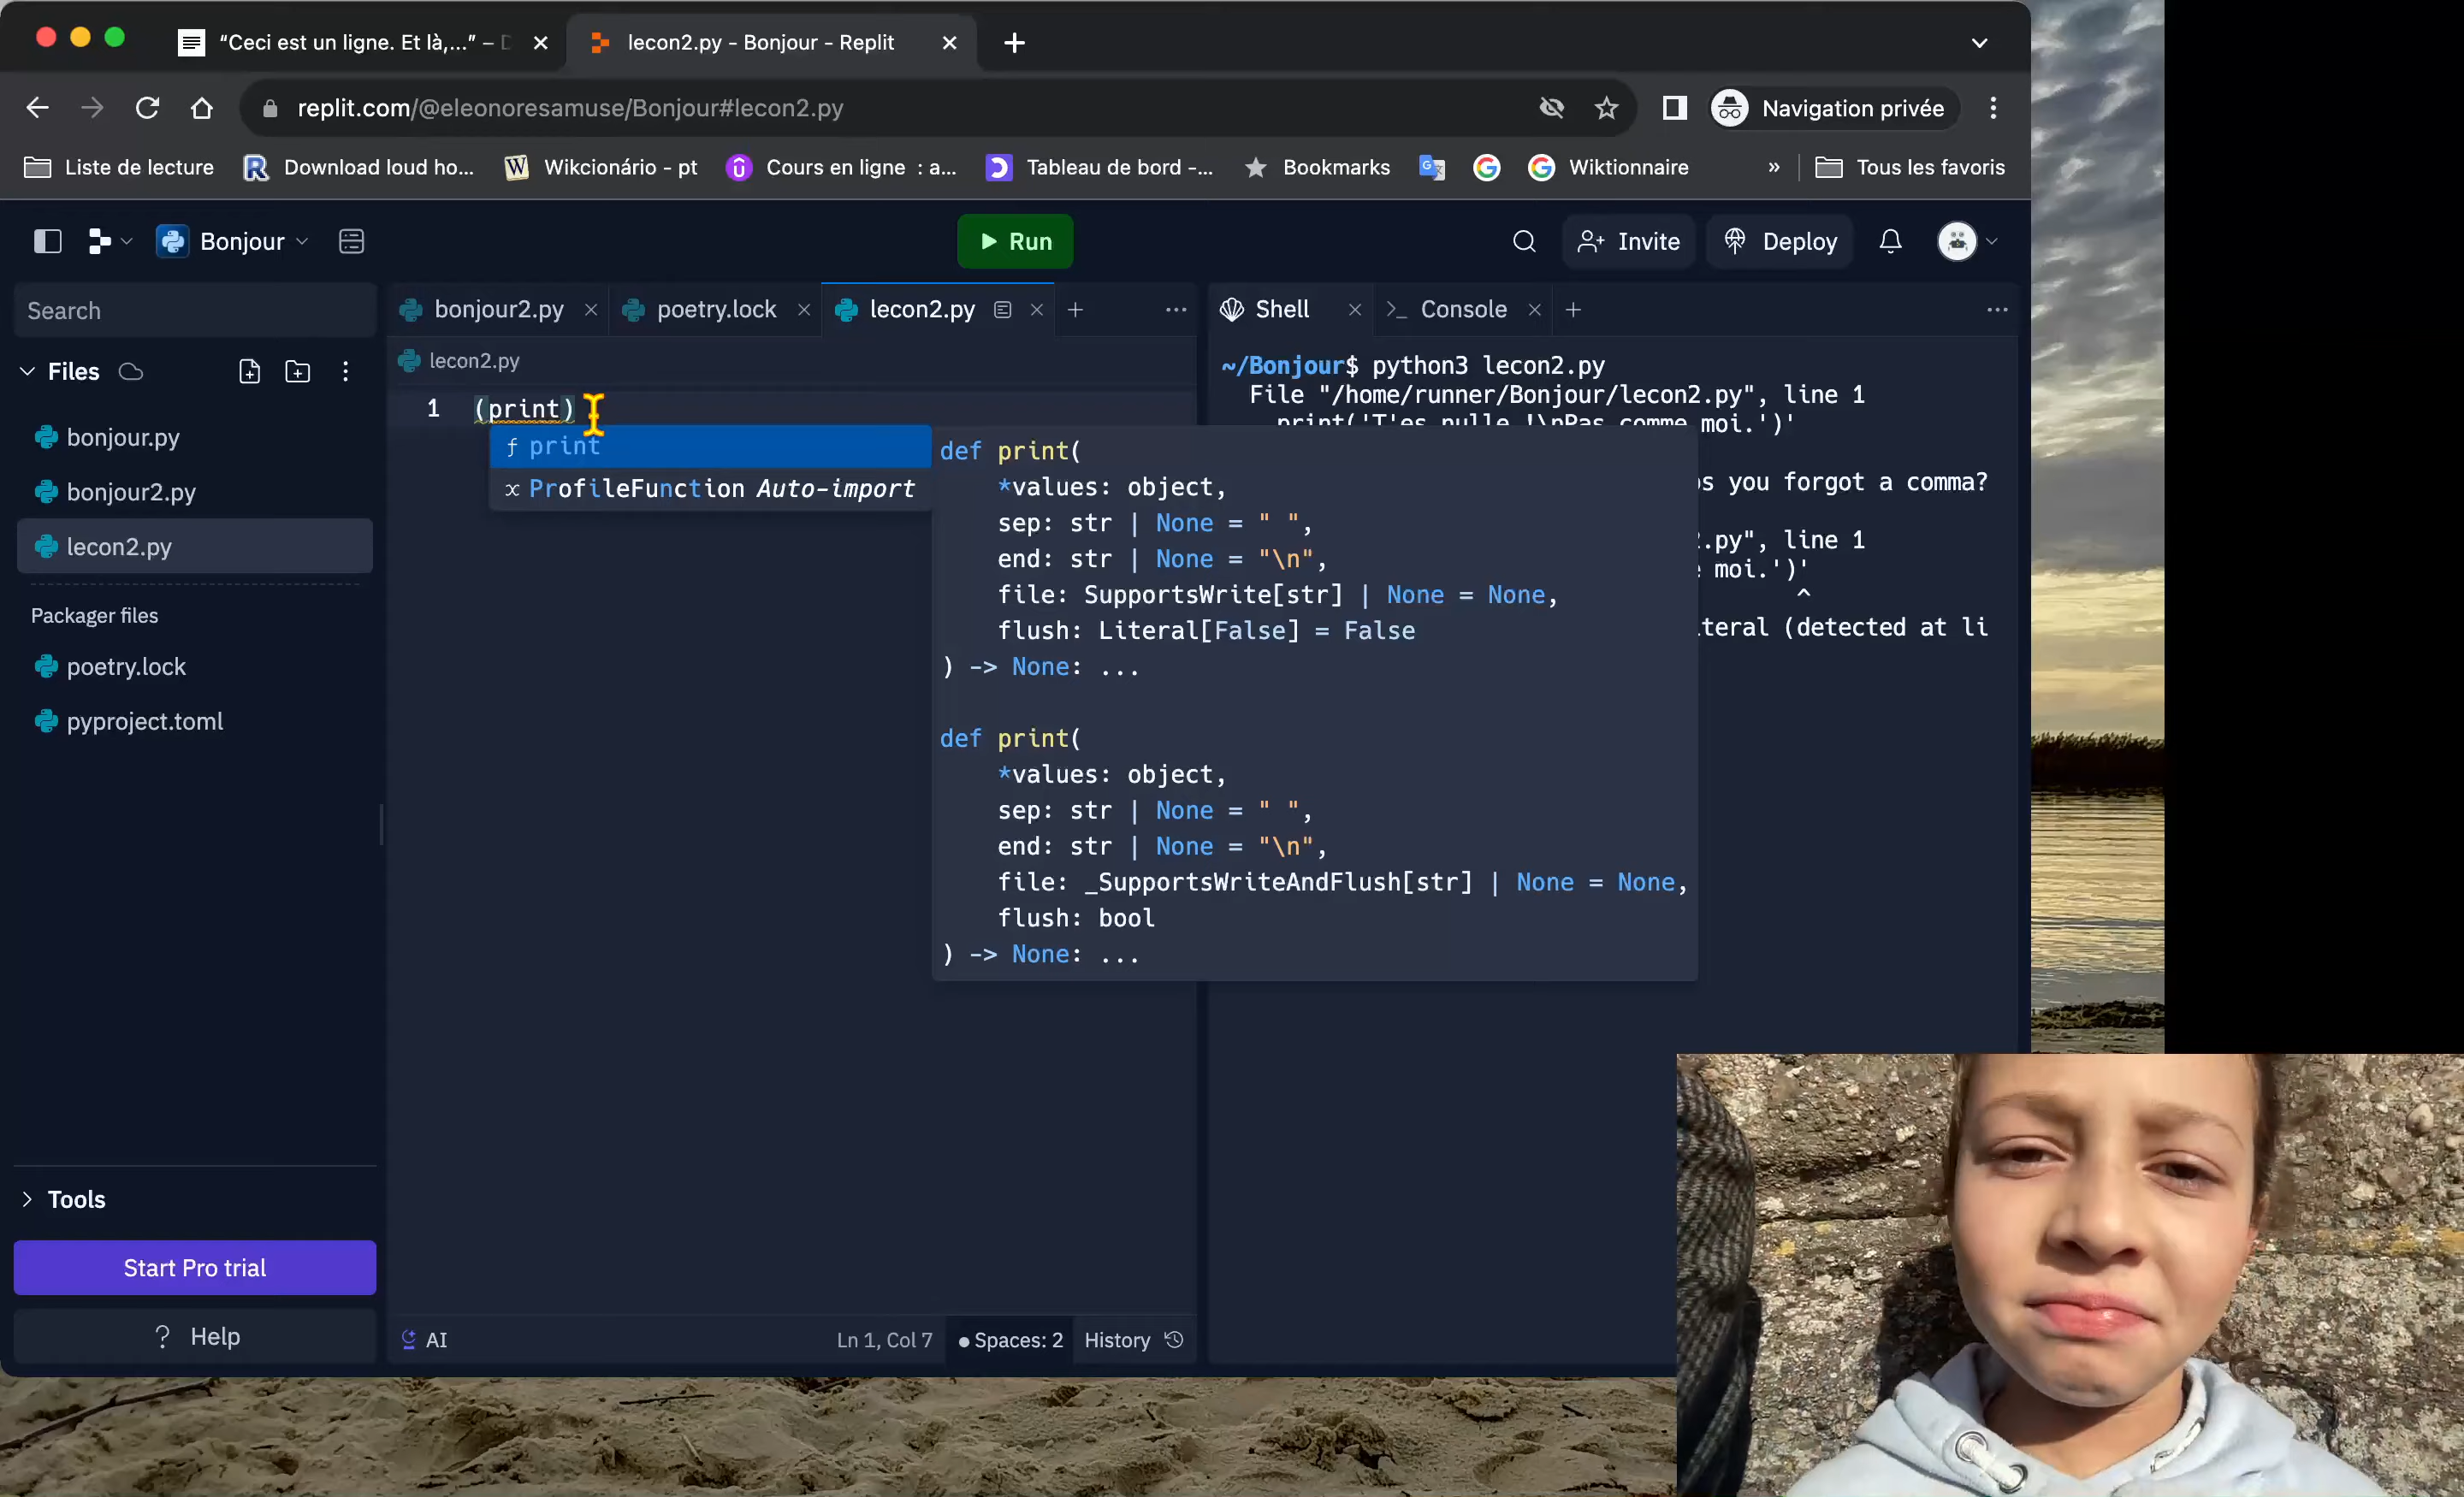 “Ceci est un ligne. Et là,...” –
lecon2.py - Bonjour - Replit
replit.com/@eleonoresamuse/Bonjour#lecon2.py
Navigation privée
Liste de lecture
Download loud ho...
Wikcionário - pt
Cours en ligne : a...
Tableau de bord -...
Bookmarks
Wiktionnaire
»
Tous les favoris
Bonjour
Run
Invite
Deploy
Search
Files
bonjour.py
bonjour2.py
lecon2.py
Packager files
poetry.lock
pyproject.toml
Tools
Start Pro trial
? Help
bonjour2.py
poetry.lock
lecon2.py
lecon2.py
1 (print)
print
ProfileFunction Auto-import
def print(
*values: object,
sep: str | None = " ",
end: str | None = "\n",
file: SupportsWrite[str] | None = None,
flush: Literal[False] = False
) -> None: ...
def print(
*values: object,
sep: str | None = " ",
end: str | None = "\n",
file: _SupportsWriteAndFlush[str] | None = None,
flush: bool
) -> None: ...
AI
Ln 1, Col 7
Spaces: 2
History
Shell
Console
~/Bonjour$ python3 lecon2.py
File "/home/runner/Bonjour/lecon2.py", line 1
print('T'es nulle !\nPas comme moi.')'
you forgot a comma?
.py", line 1
moi.')'
^
(detected at